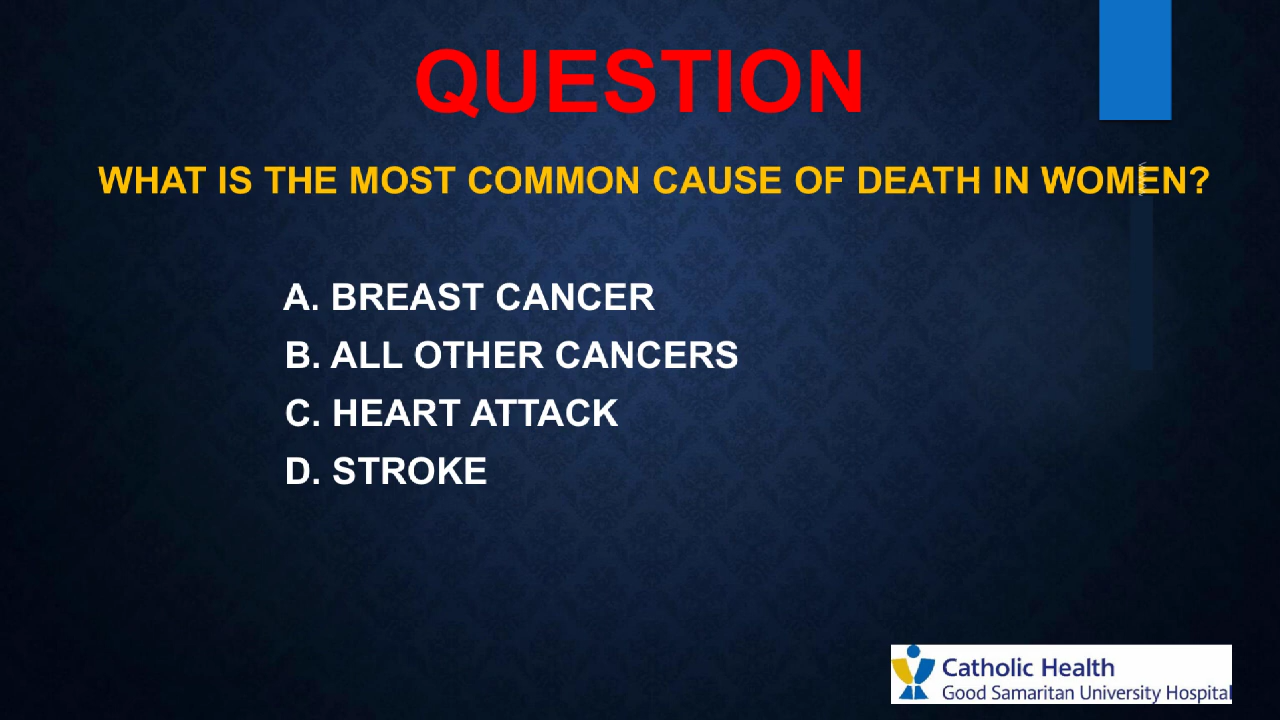 QUESTION
WHAT IS THE MOST COMMON CAUSE OF DEATH IN WOMEN?
A. BREAST CANCER
B. ALL OTHER CANCERS
C. HEART ATTACK
D. STROKE
Catholic Health
Good Samaritan University Hospital